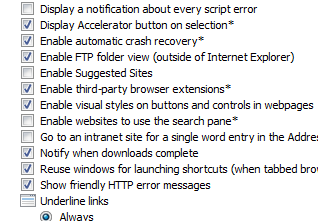 Display a notification about every script error
Display Accelerator button on selection*
Enable automatic crash recovery*
Enable FTP folder view (outside of Internet Explorer)
Enable Suggested Sites
Enable third-party browser extensions*
Enable visual styles on buttons and controls in webpages
Enable websites to use the search pane*
Go to an intranet site for a single word entry in the Addre
Notify when downloads complete
Reuse windows for launching shortcuts (when tabbed brow
Show friendly HTTP error messages
Underline links
Always